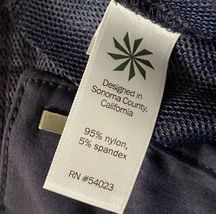 Designed in
Sonoma County,
California
95% nylon,
5% spandex
RN #54023